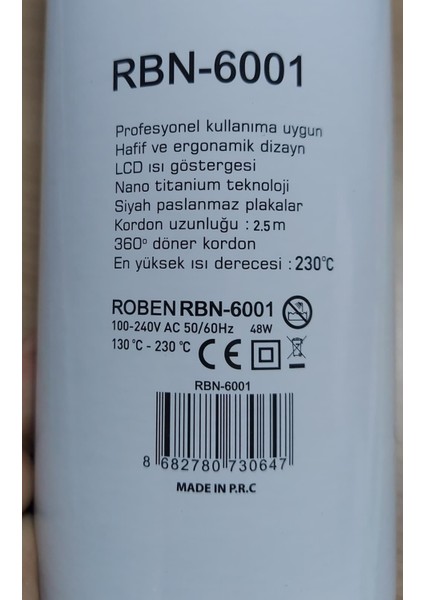 RBN-6001
Profesyonel kullanıma uygun
Hafif ve ergonamik dizayn
LCD ısı göstergesi
Nano titanium teknoloji
Siyah paslanmaz plakalar
Kordon uzunluğu : 2.5 m
360° döner kordon
En yüksek ısı derecesi : 230°C
ROBEN RBN-6001
100-240V AC 50/60Hz 48W
130 °C - 230 °C CE
RBN-6001
8 682780 730647
MADE IN P.R.C